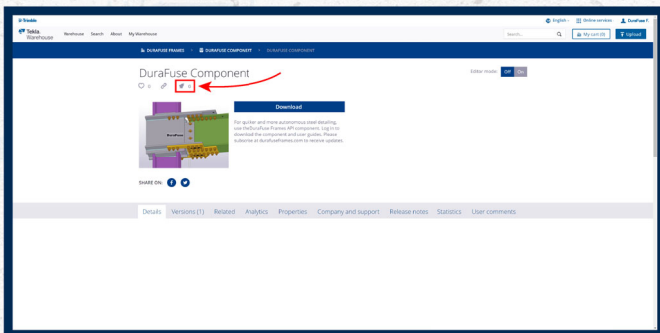 Trimble
English
Online services
DuraFuse F.
Tekla.
Warehouse
Warehouse Search About My Warehouse
Search...
My cart (0)
Upload
DURAFUSE FRAMES
DURAFUSE COMPONENT
DURAFUSE COMPONENT
DuraFuse Component
Editor mode: Off On
0
0
Download
For quiker and more autonomous steel detailing,
use theDuraFuse Frames API component. Log in to
download the component and user guides. Please
subscribe at durafuseframes.com to receive updates.
DuraFuse
SHARE ON:
Details Versions (1) Related Analytics Properties Company and support Release notes Statistics User comments